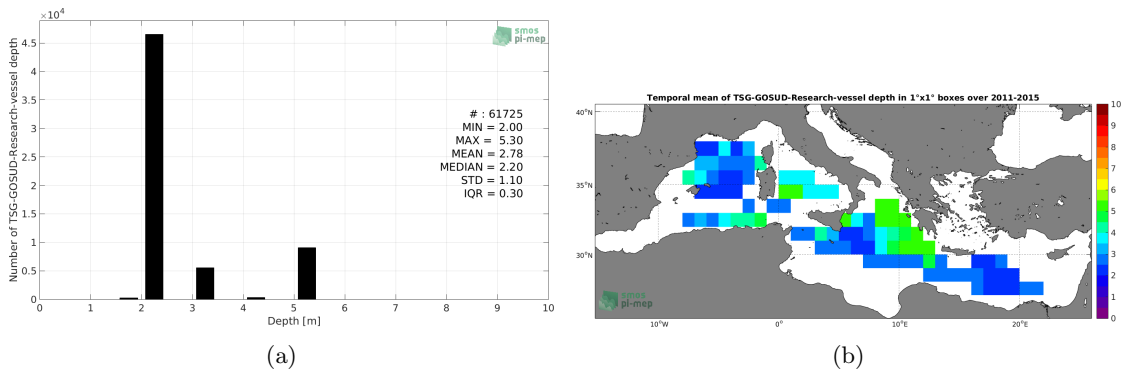 ×10⁴
4.5
4
3.5
3
2.5
2
1.5
1
0.5
0
Number of TSG-GOSUD-Research-vessel depth
smos
pi-mep
# : 61725
MIN = 2.00
MAX = 5.30
MEAN = 2.78
MEDIAN = 2.20
STD = 1.10
IQR = 0.30
0 1 2 3 4 5 6 7 8 9 10
Depth [m]
(a)
Temporal mean of TSG-GOSUD-Research-vessel depth in 1°x1° boxes over 2011-2015
40°N
35°N
30°N
10°W 0° 10°E 20°E
smos
pi-mep
10
9
8
7
6
5
4
3
2
1
0
(b)